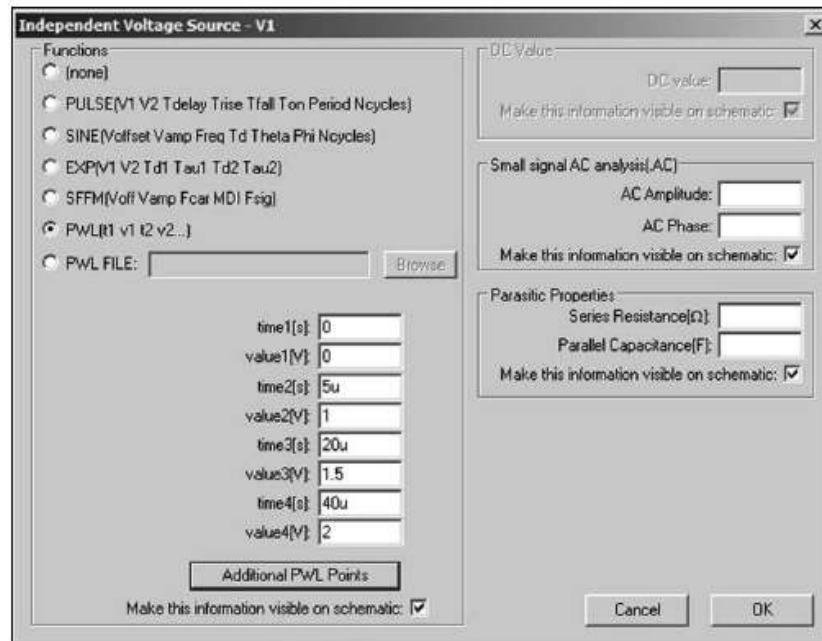 Independent Voltage Source - V1
Functions
(none)
PULSE(V1 V2 Tdelay Trise Tfall Ton Period Ncycles)
SINE(Voffset Vamp Freq Td Theta Phi Ncycles)
EXP(V1 V2 Td1 Tau1 Td2 Tau2)
SFFM(Voff Vamp Fcar MDI Fsig)
PWL(t1 v1 t2 v2...)
PWL FILE:
Browse
time1[s]: 0
value1[V]: 0
time2[s]: 5u
value2[V]: 1
time3[s]: 20u
value3[V]: 1.5
time4[s]: 40u
value4[V]: 2
Additional PWL Points
Make this information visible on schematic:
DC Value
DC value:
Make this information visible on schematic:
Small signal AC analysis(.AC)
AC Amplitude:
AC Phase:
Make this information visible on schematic:
Parasitic Properties
Series Resistance[Ω]:
Parallel Capacitance[F]:
Make this information visible on schematic:
Cancel
OK